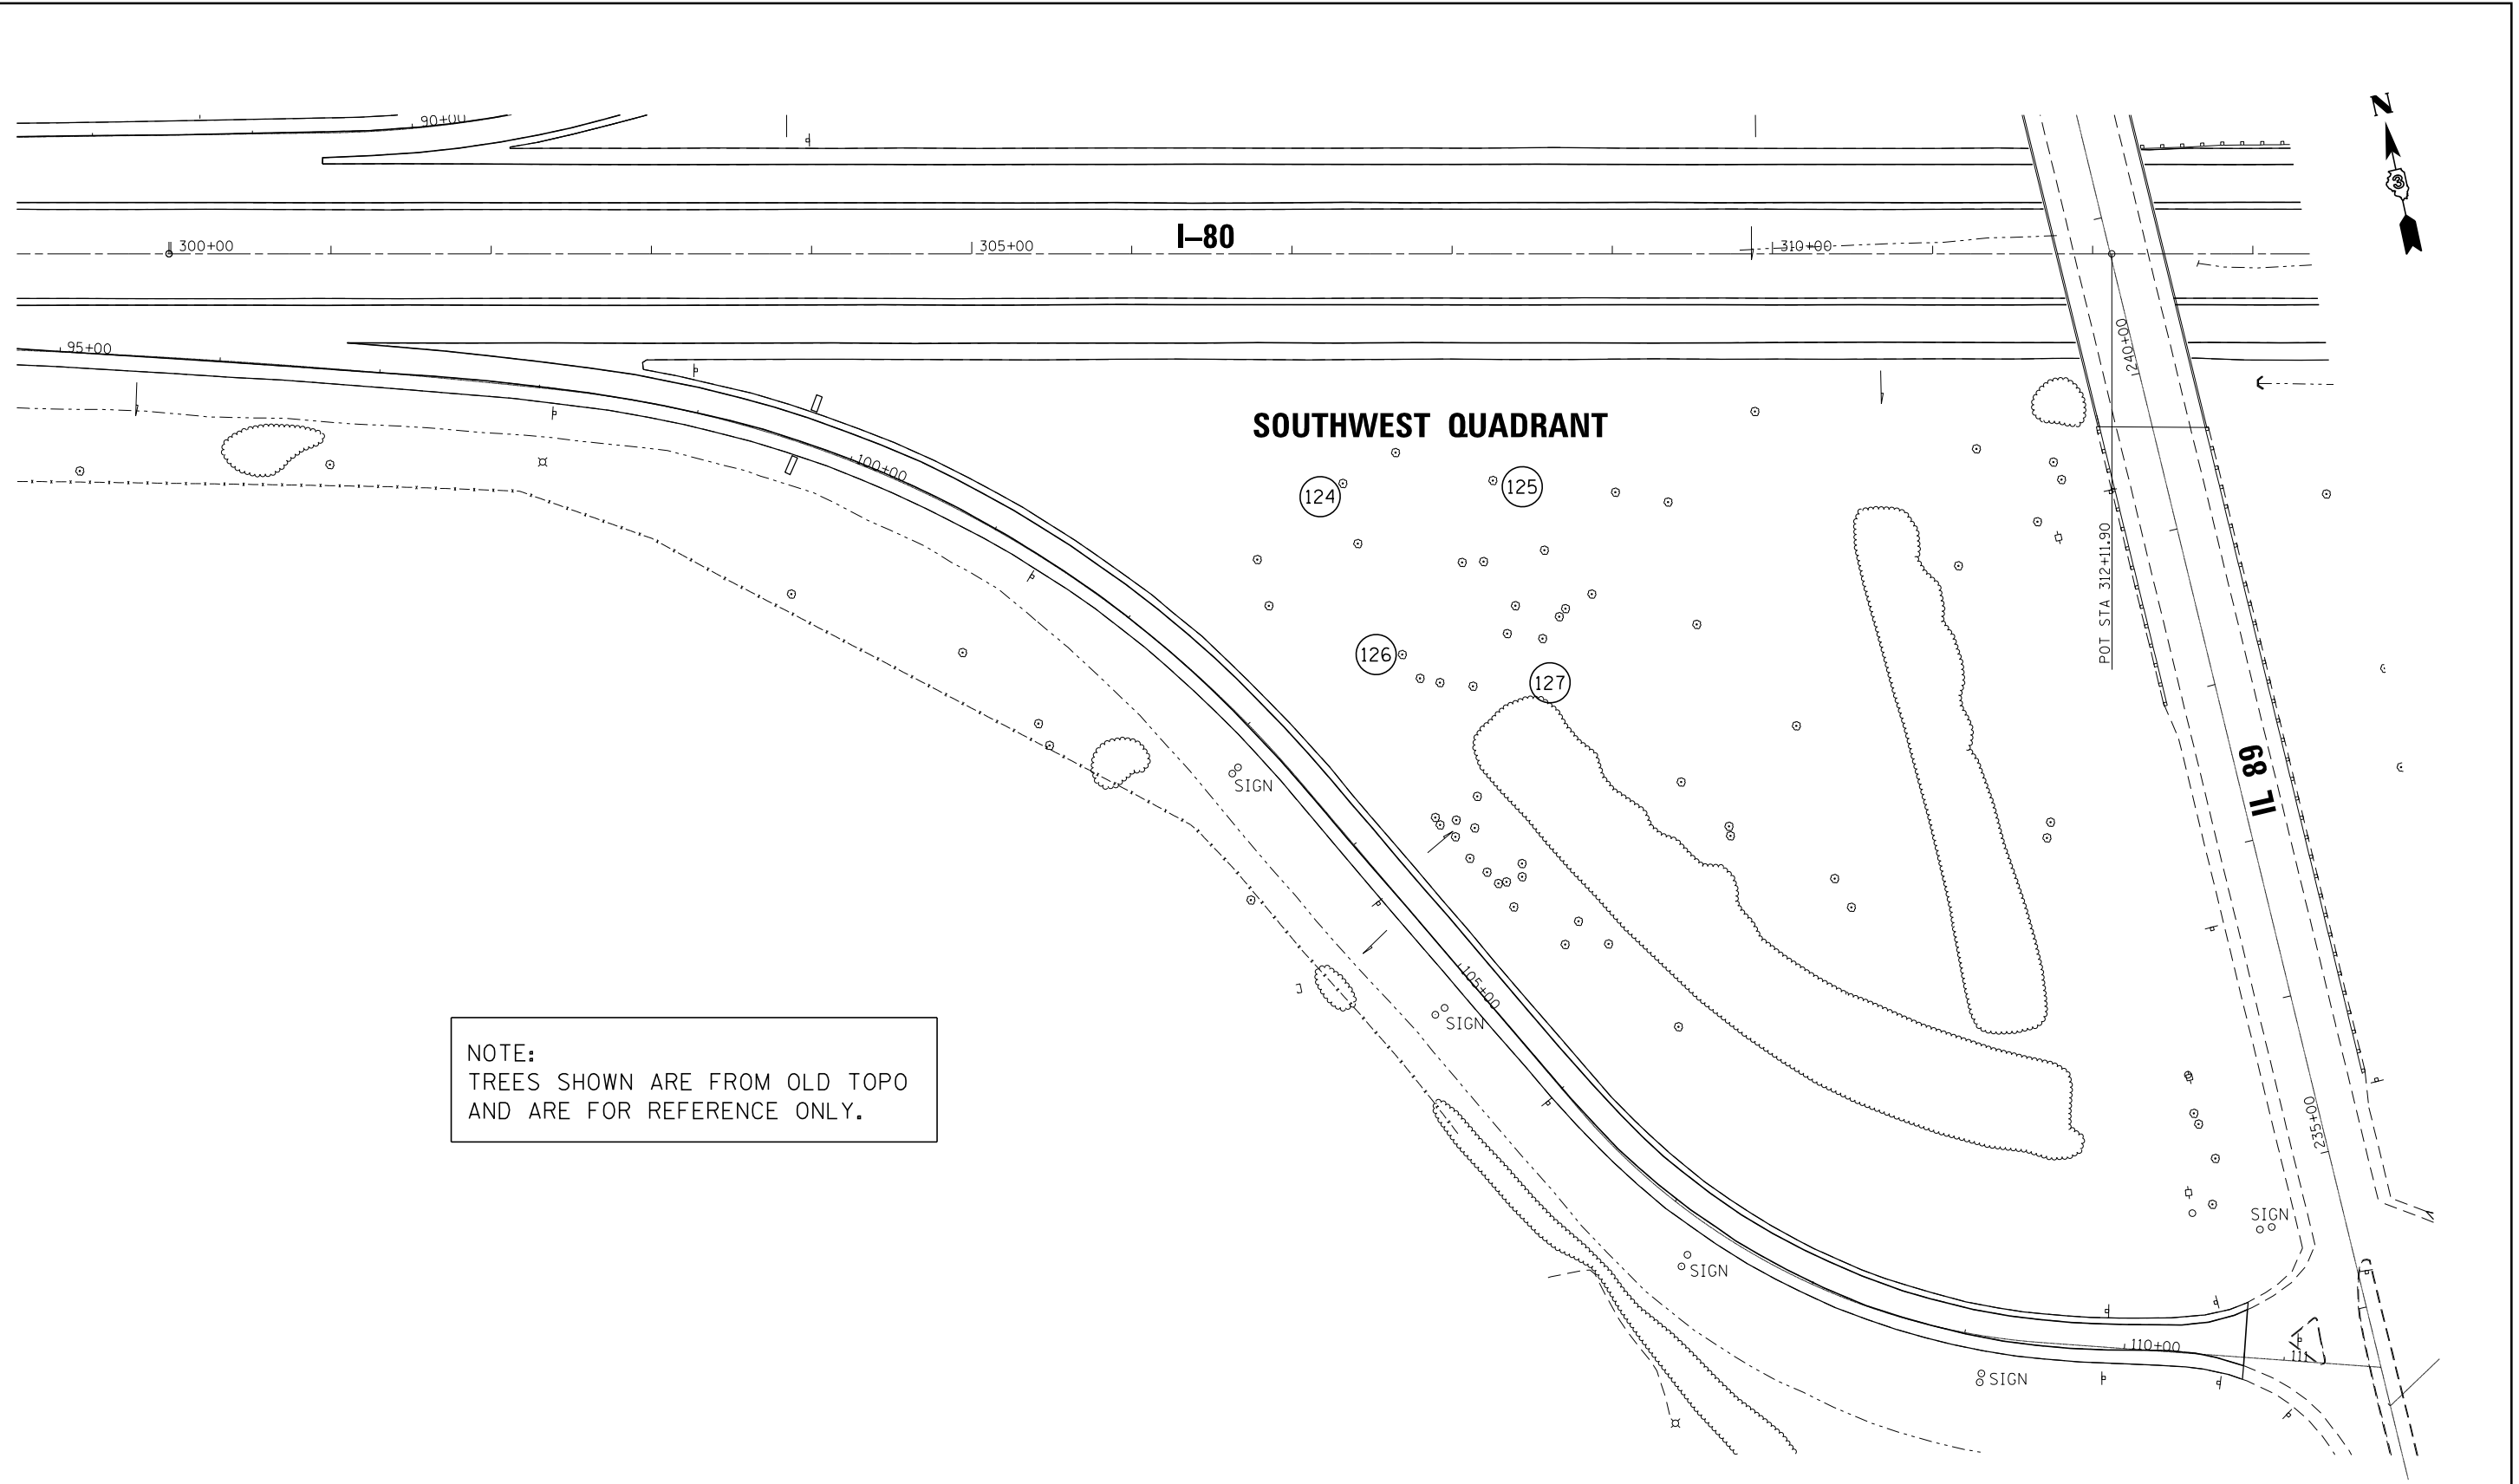 N
3
90+00
300+00
305+00
I–80
310+00
95+00
240+00
SOUTHWEST QUADRANT
100+00
124
125
POT STA 312+11.90
126
127
IL 89
SIGN
105+00
SIGN
NOTE:
TREES SHOWN ARE FROM OLD TOPO
AND ARE FOR REFERENCE ONLY.
235+00
SIGN
SIGN
110+00
111
SIGN